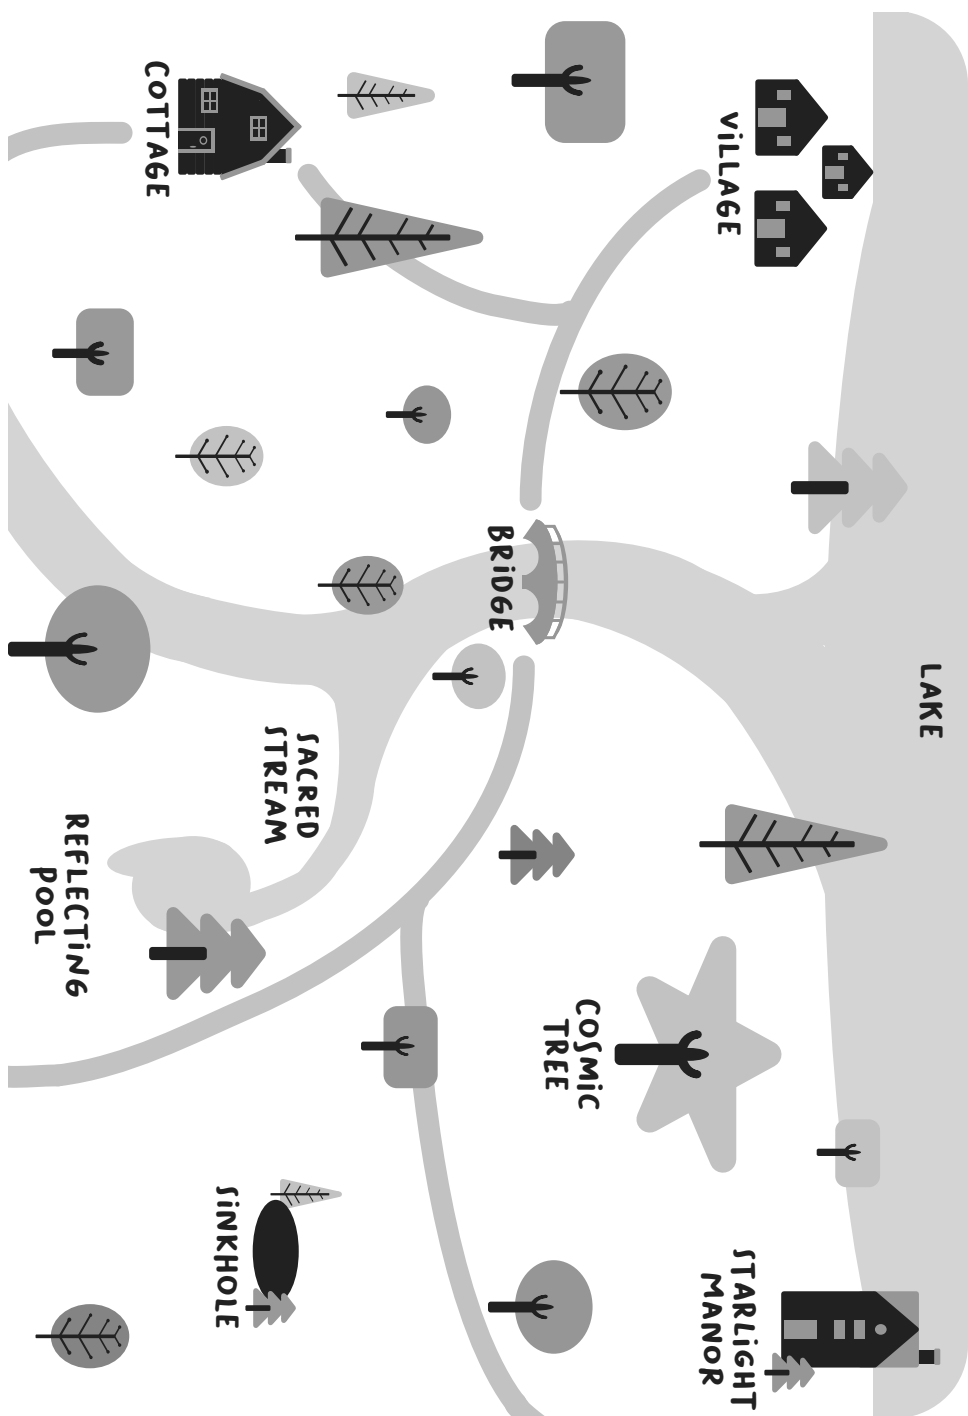 LAKE
VILLAGE
STARLIGHT
MANOR
COSMIC
TREE
BRIDGE
COTTAGE
SACRED
STREAM
SINKHOLE
REFLECTING
POOL